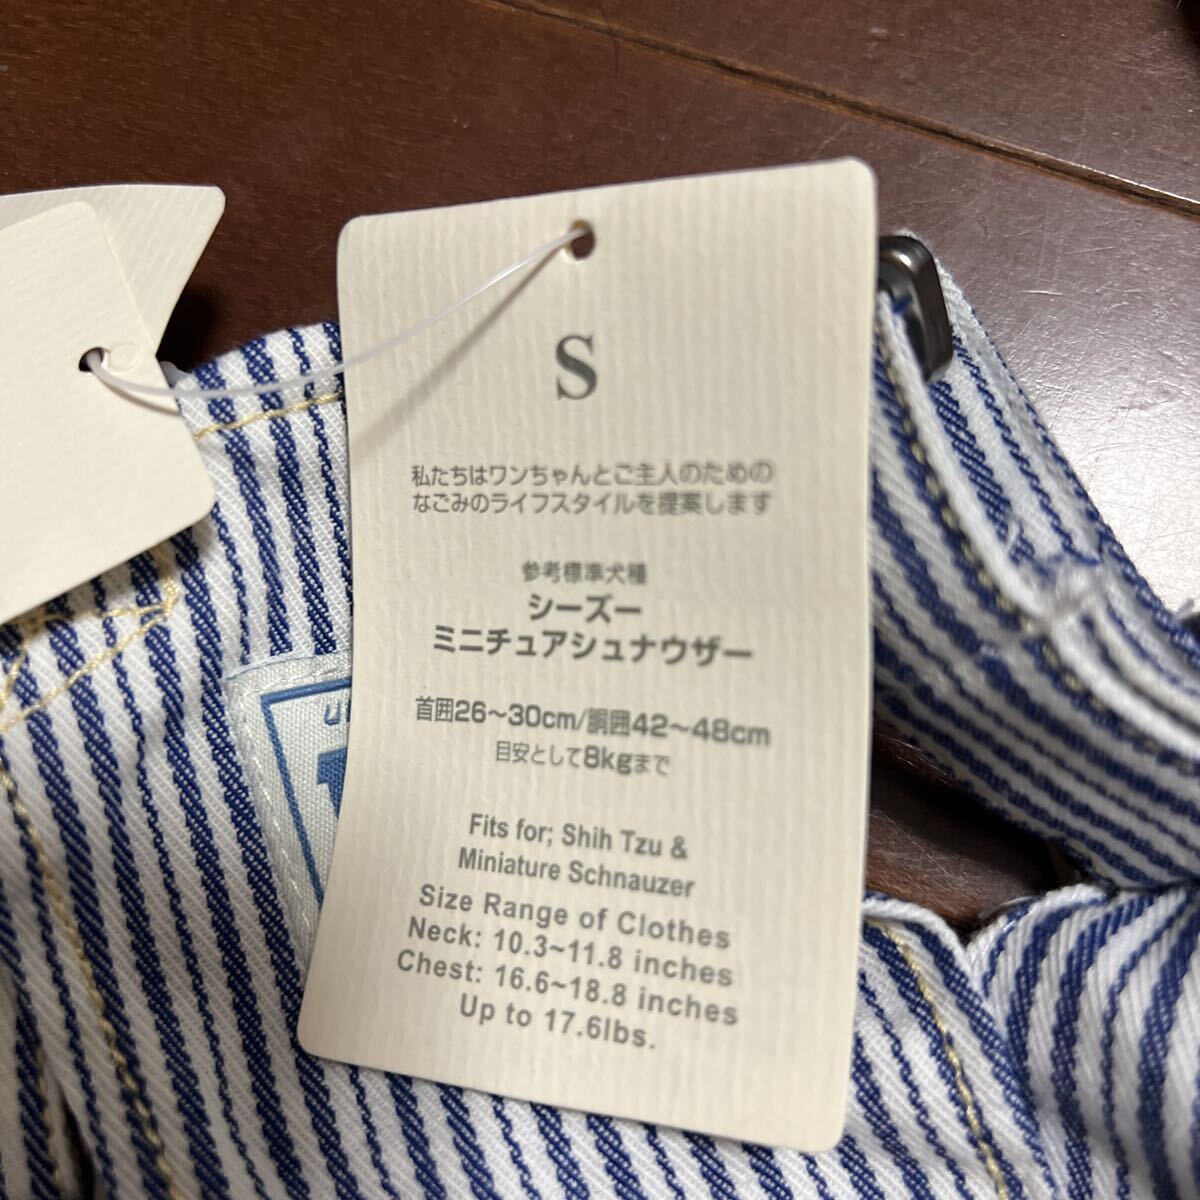 S
私たちはワンちゃんとご主人のための
なごみのライフスタイルを提案します
参考標準犬種
シーズー
ミニチュアシュナウザー
首囲26～30cm/胴囲42～48cm
目安として8kgまで
Fits for; Shih Tzu &
Miniature Schnauzer
Size Range of Clothes
Neck: 10.3~11.8 inches
Chest: 16.6~18.8 inches
Up to 17.6lbs.